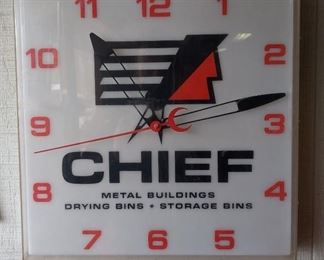 11 12 1
10 2
9 3
CHIEF
8 METAL BUILDINGS 4
DRYING BINS • STORAGE BINS
7 6 5